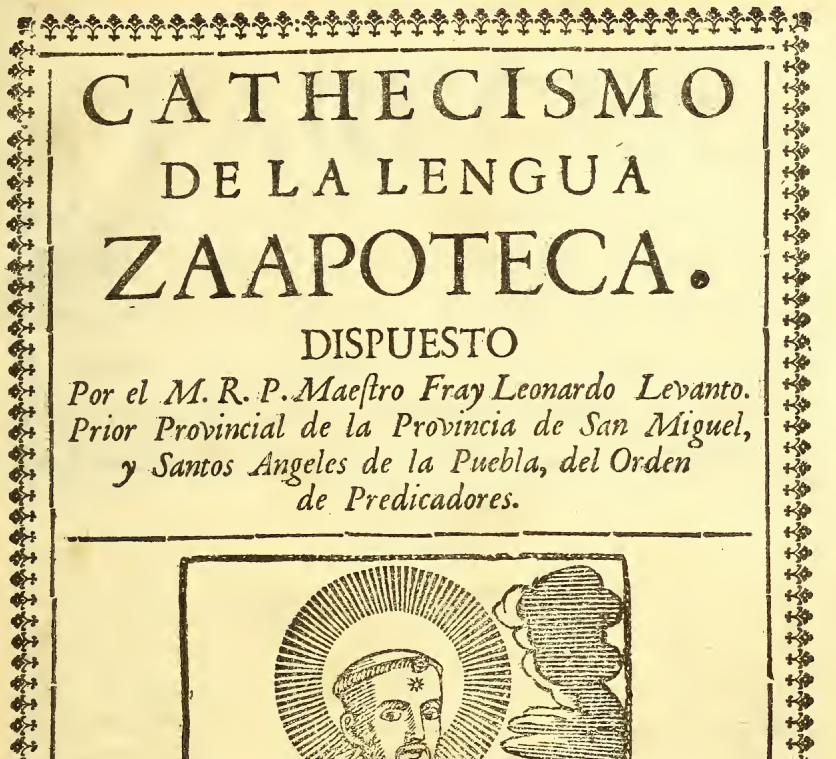 CATHECISMO
DE LA LENGUA
ZAAPOTECA.
DISPUESTO
Por el M. R. P. Maeſtro Fray Leonardo Levanto.
Prior Provincial de la Provincia de San Miguel,
y Santos Angeles de la Puebla, del Orden
de Predicadores.